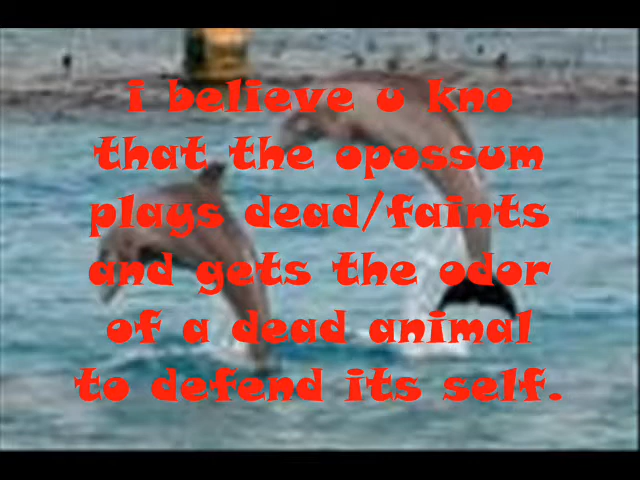 i believe u kno
that the opossum
plays dead/faints
and gets the odor
of a dead animal
to defend its self.